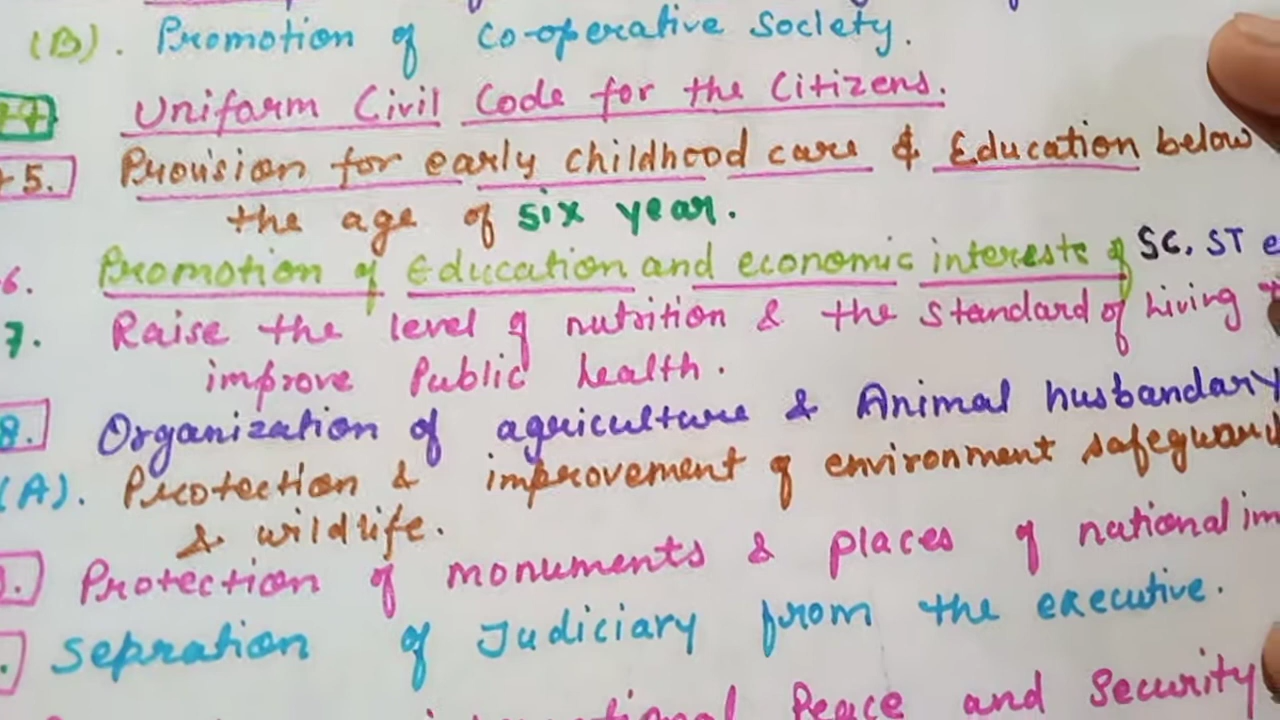 (B). Promotion of Co-operative Society.
44 Uniform Civil Code for the Citizens.
5. Provision for early childhood care & Education below
the age of six year.
6. Promotion of Education and economic interests of SC, ST
7. Raise the level of nutrition & the standard of living
improve Public health.
8. Organization of agriculture & Animal husbandary
(A). Protection & improvement of environment safeguard
& wildlife.
Protection of monuments & places of national im
Sepration of Judiciary from the executive.
Peace and Security